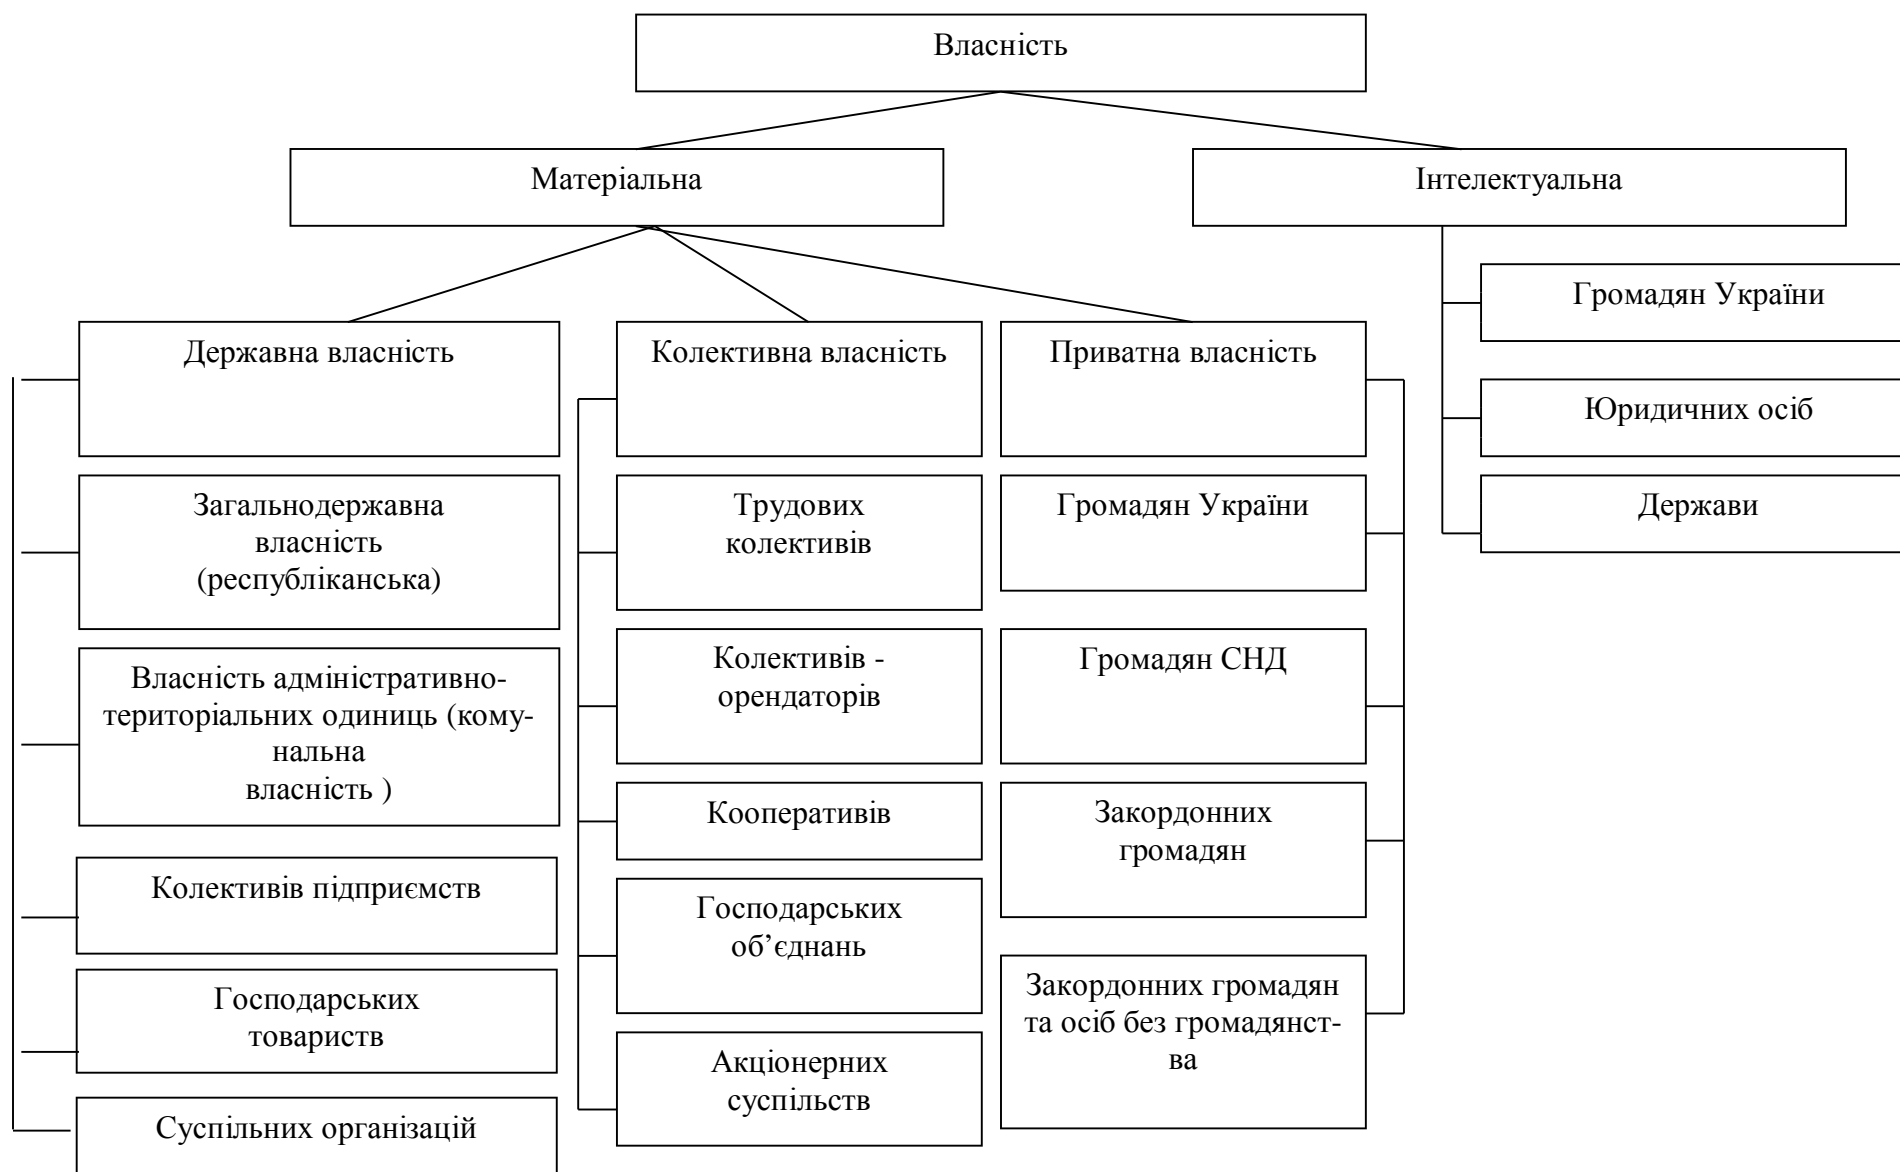 Власність
Матеріальна
Інтелектуальна
Громадян України
Юридичних осіб
Держави
Державна власність
Загальнодержавна
власність
(республіканська)
Власність адміністративно-
територіальних одиниць (кому-
нальна
власність )
Колективів підприємств
Господарських
товариств
Суспільних організацій
Колективна власність
Трудових
колективів
Колективів -
орендаторів
Кооперативів
Господарських
об’єднань
Акціонерних
суспільств
Приватна власність
Громадян України
Громадян СНД
Закордонних
громадян
Закордонних громадян
та осіб без громадянст-
ва